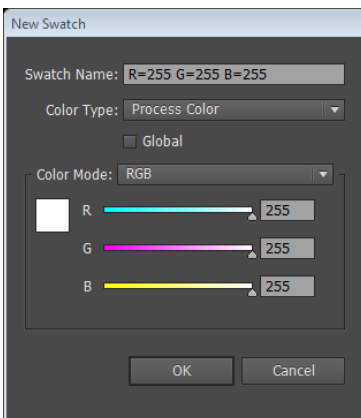 New Swatch
Swatch Name: R=255 G=255 B=255
Color Type: Process Color
Global
Color Mode: RGB
R 255
G 255
B 255
OK Cancel